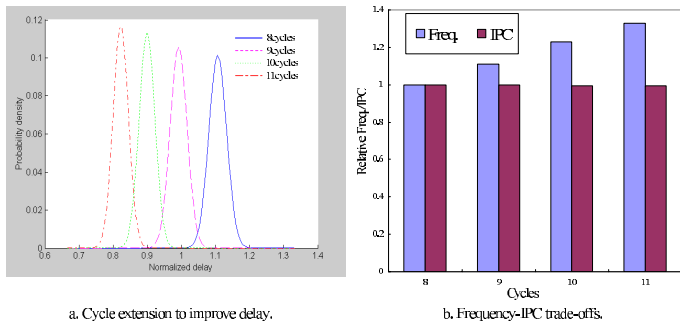 0.12
0.1
0.08
0.06
0.04
0.02
0
Probability density
8cycles
9cycles
10cycles
11cycles
0.6 0.7 0.8 0.9 1 1.1 1.2 1.3 1.4
Normalized delay
a. Cycle extension to improve delay.
1.4
1.2
1
0.8
0.6
0.4
0.2
0
Relative Freq./IPC
Freq. IPC
8 9 10 11
Cycles
b. Frequency-IPC trade-offs.